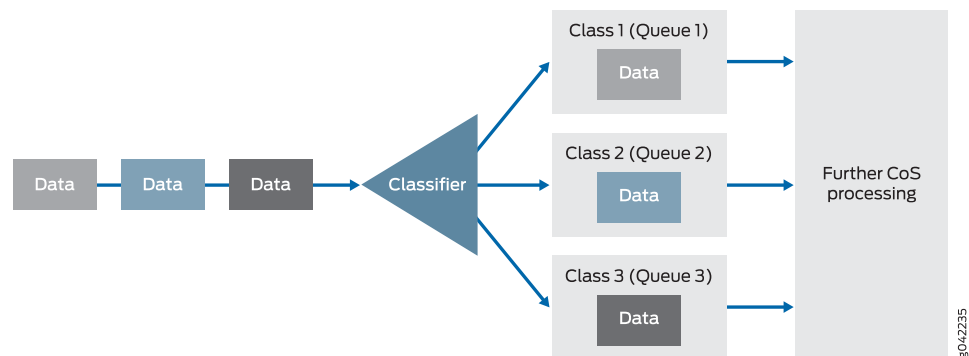 Data
Data
Data
Classifier
Class 1 (Queue 1)
Data
Class 2 (Queue 2)
Data
Class 3 (Queue 3)
Data
Further CoS
processing
g042235